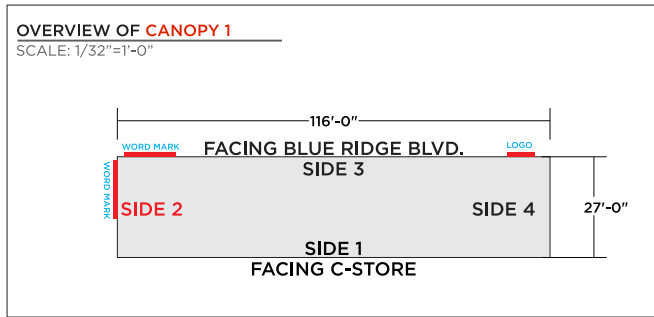 OVERVIEW OF CANOPY 1
SCALE: 1/32"=1'-0"
116'-0"
WORD MARK
LOGO
FACING BLUE RIDGE BLVD.
SIDE 3
WORD MARK
SIDE 2
SIDE 4
27'-0"
SIDE 1
FACING C-STORE